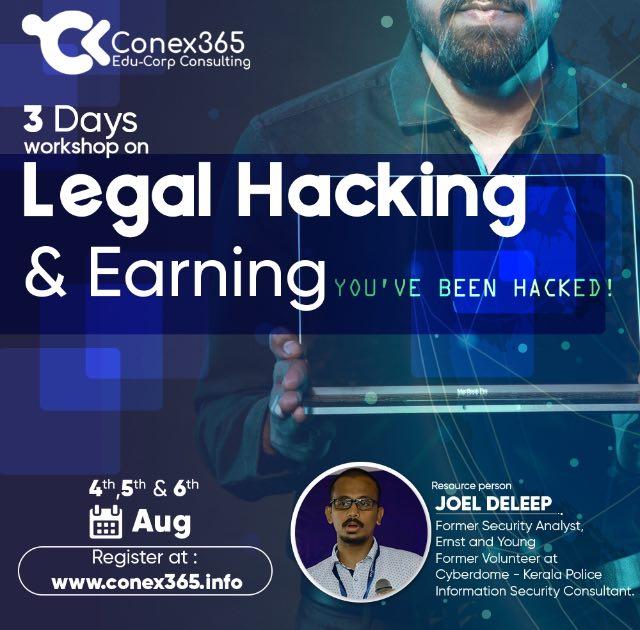 Conex365
Edu-Corp Consulting
3 Days
workshop on
Legal Hacking
& Earning
YOU'VE BEEN HACKED!
MacBook Pro
4th,5th & 6th
Aug
Register at :
www.conex365.info
Resource person
JOEL DELEEP
Former Security Analyst,
Ernst and Young
Former Volunteer at
Cyberdome - Kerala Police
Information Security Consultant.